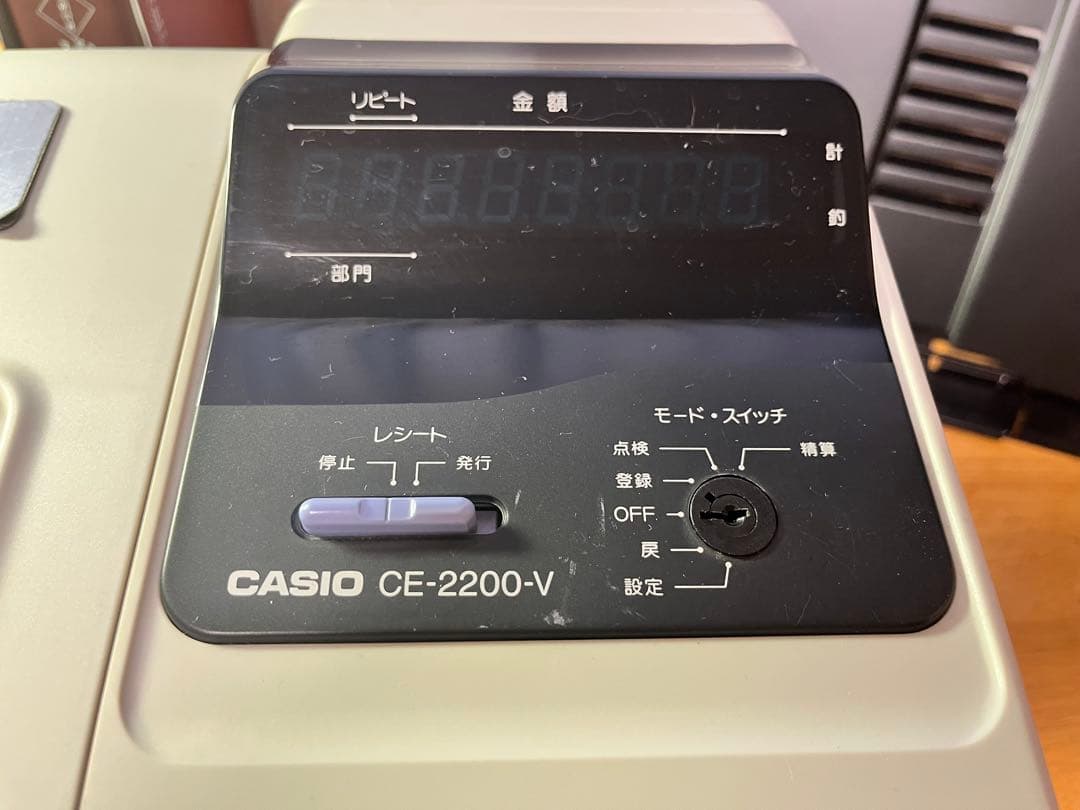 リピート 金額
計
釣
部門
レシート
停止 発行
モード・スイッチ
点検 精算
登録
OFF
戻
設定
CASIO CE-2200-V